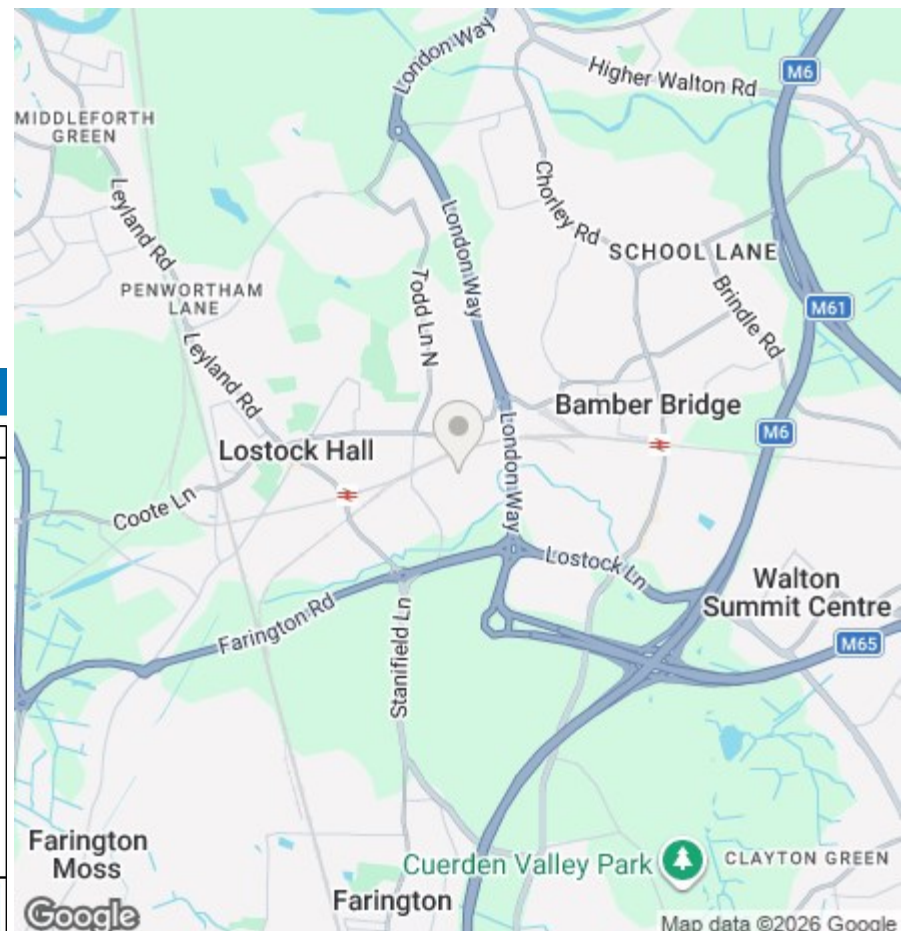 London Way
M6
Higher Walton Rd
MIDDLEFORTH
GREEN
Leyland Rd
London Way
Chorley Rd
SCHOOL LANE
PENWORTHAM
LANE
Todd Ln N
Brindle Rd
M61
Leyland Rd
Bamber Bridge
M6
Lostock Hall
London Way
Coote Ln
Lostock Ln
Walton
Summit Centre
Farington Rd
Stanifield Ln
M65
Farington
Moss
Cuerden Valley Park
CLAYTON GREEN
Farington
Google
Map data ©2026 Google